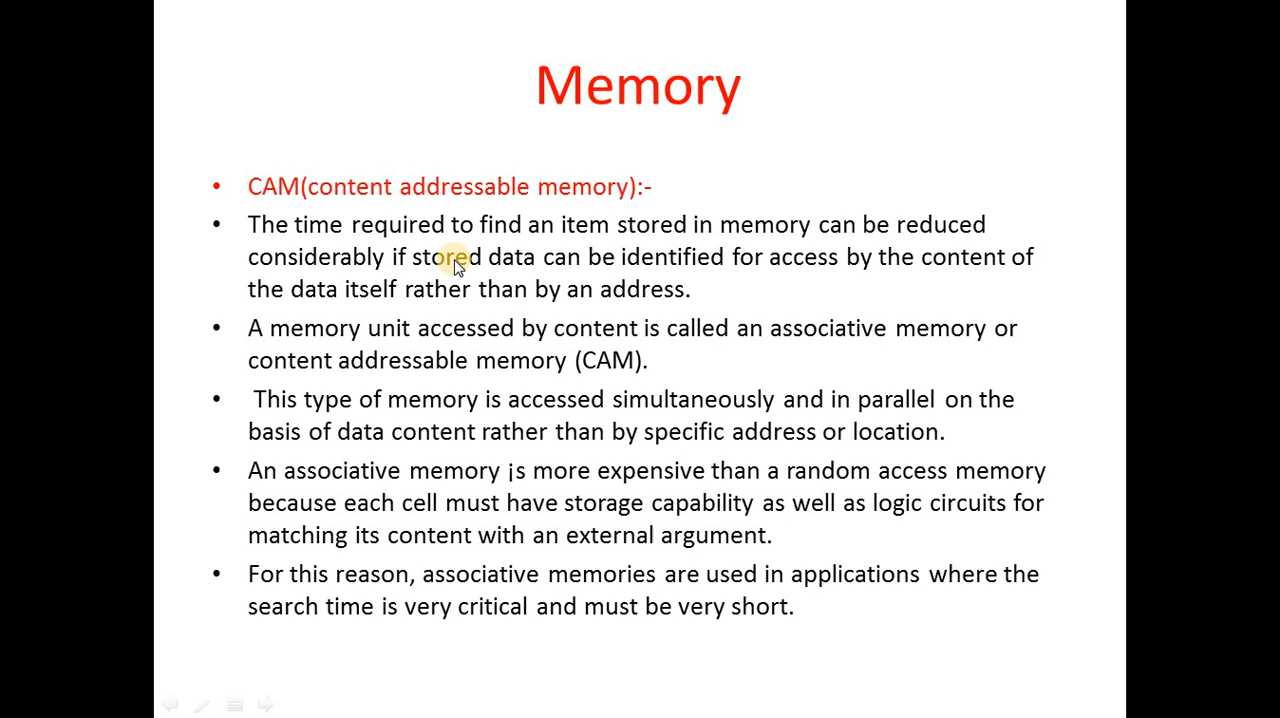 Memory
• CAM(content addressable memory):-
• The time required to find an item stored in memory can be reduced
considerably if stored data can be identified for access by the content of
the data itself rather than by an address.
• A memory unit accessed by content is called an associative memory or
content addressable memory (CAM).
• This type of memory is accessed simultaneously and in parallel on the
basis of data content rather than by specific address or location.
• An associative memory ¡s more expensive than a random access memory
because each cell must have storage capability as well as logic circuits for
matching its content with an external argument.
• For this reason, associative memories are used in applications where the
search time is very critical and must be very short.